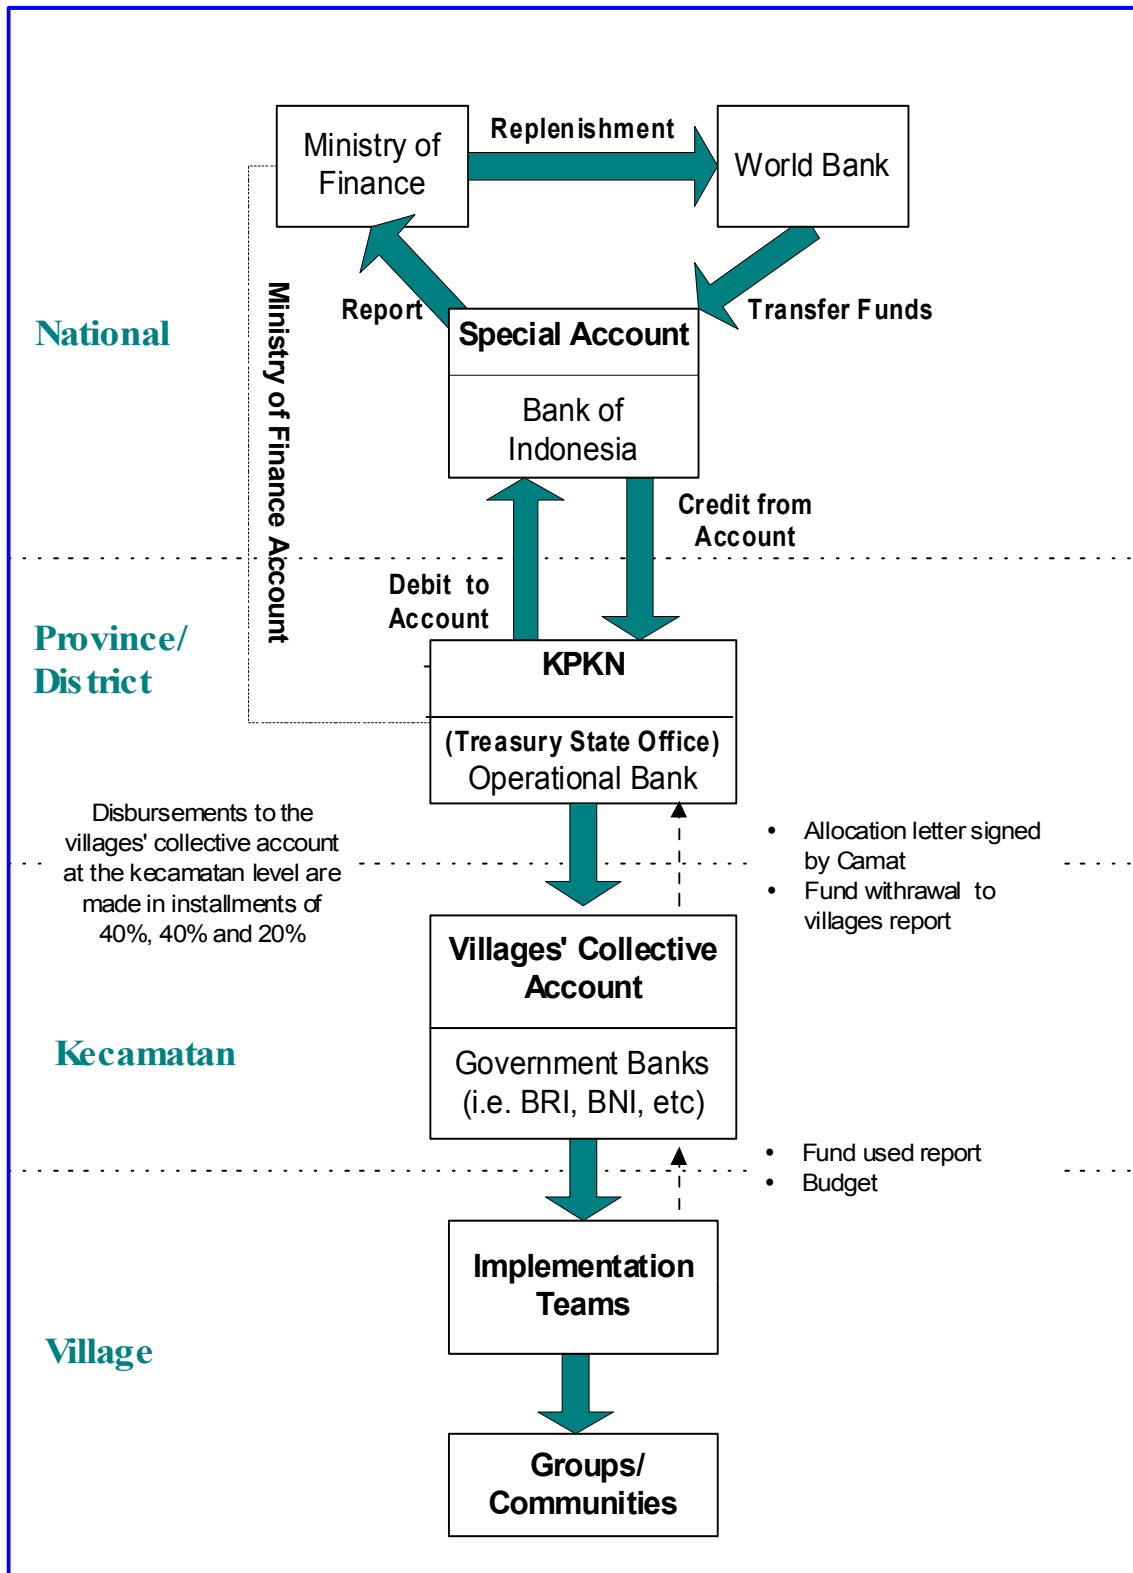 Replenishment
Ministry of
Finance
World Bank
Report
Transfer Funds
National
Ministry of Finance Account
Special Account
Bank of
Indonesia
Credit from
Account
Debit to
Account
Province/
District
KPKN
(Treasury State Office)
Operational Bank
Disbursements to the
villages' collective account
at the kecamatan level are
made in installments of
40%, 40% and 20%
• Allocation letter signed
by Camat
• Fund withrawal to
villages report
Villages' Collective
Account
Kecamatan
Government Banks
(i.e. BRI, BNI, etc)
• Fund used report
• Budget
Implementation
Teams
Village
Groups/
Communities